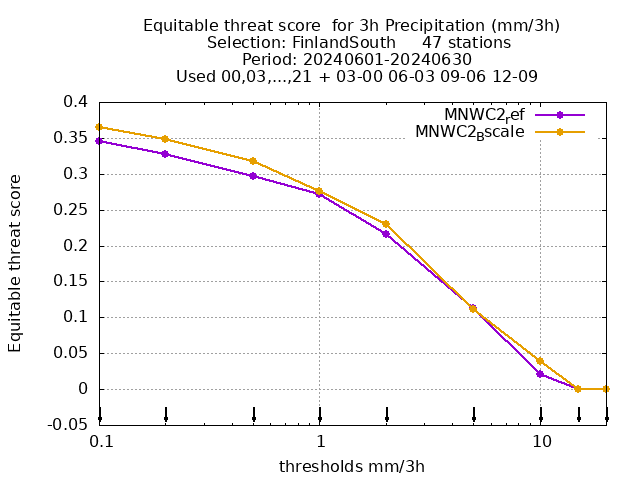 Equitable threat score  for 3h Precipitation (mm/3h)
Selection: FinlandSouth     47 stations
Period: 20240601-20240630
Used 00,03,...,21 + 03-00 06-03 09-06 12-09
MNWC2ref
MNWC2Bscale
Equitable threat score
0.4
0.35
0.3
0.25
0.2
0.15
0.1
0.05
0
-0.05
0.1
1
10
thresholds mm/3h